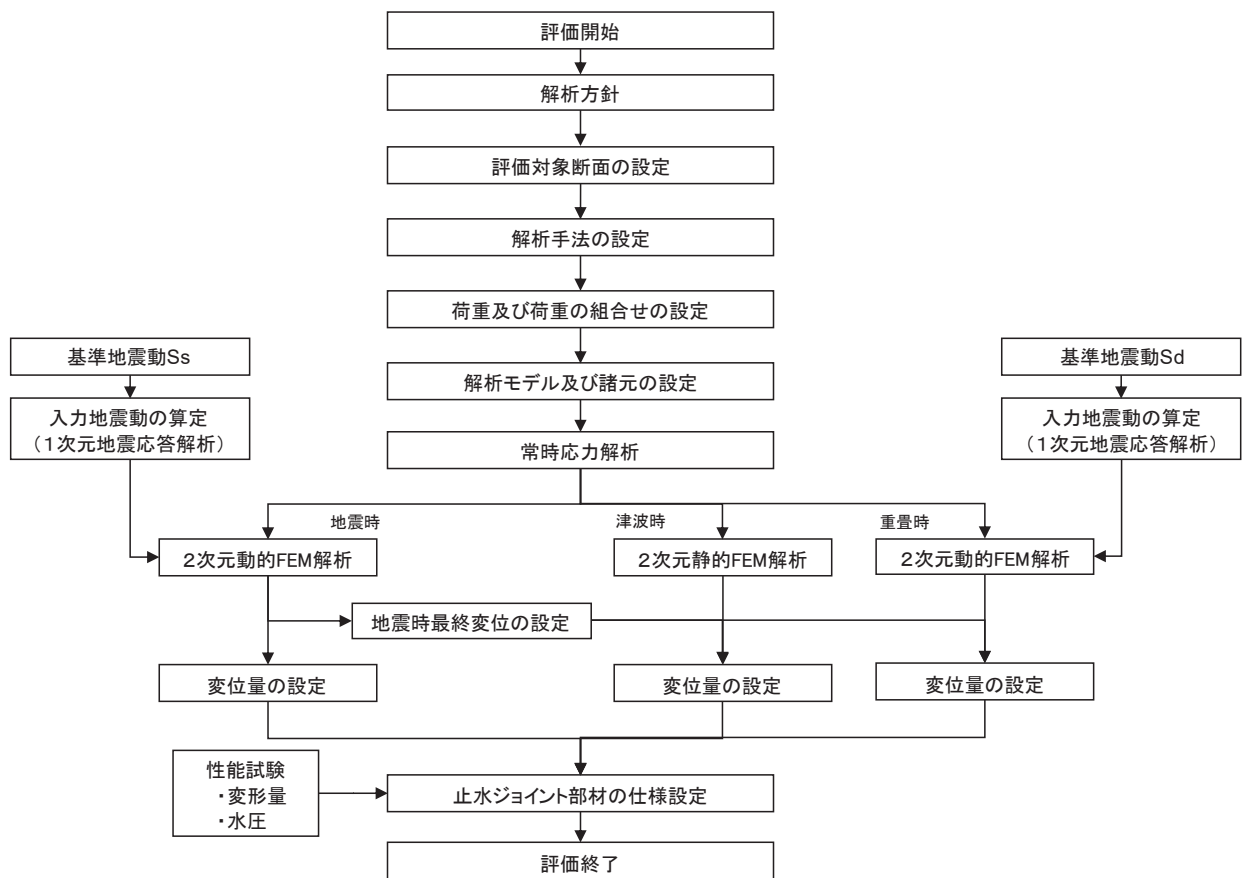 評価開始
解析方針
評価対象断面の設定
解析手法の設定
荷重及び荷重の組合せの設定
基準地震動Ss
基準地震動Sd
解析モデル及び諸元の設定
入力地震動の算定
（１次元地震応答解析）
入力地震動の算定
（１次元地震応答解析）
常時応力解析
地震時
津波時
重畳時
２次元動的FEM解析
２次元静的FEM解析
２次元動的FEM解析
地震時最終変位の設定
変位量の設定
変位量の設定
変位量の設定
性能試験
・変形量
・水圧
止水ジョイント部材の仕様設定
評価終了